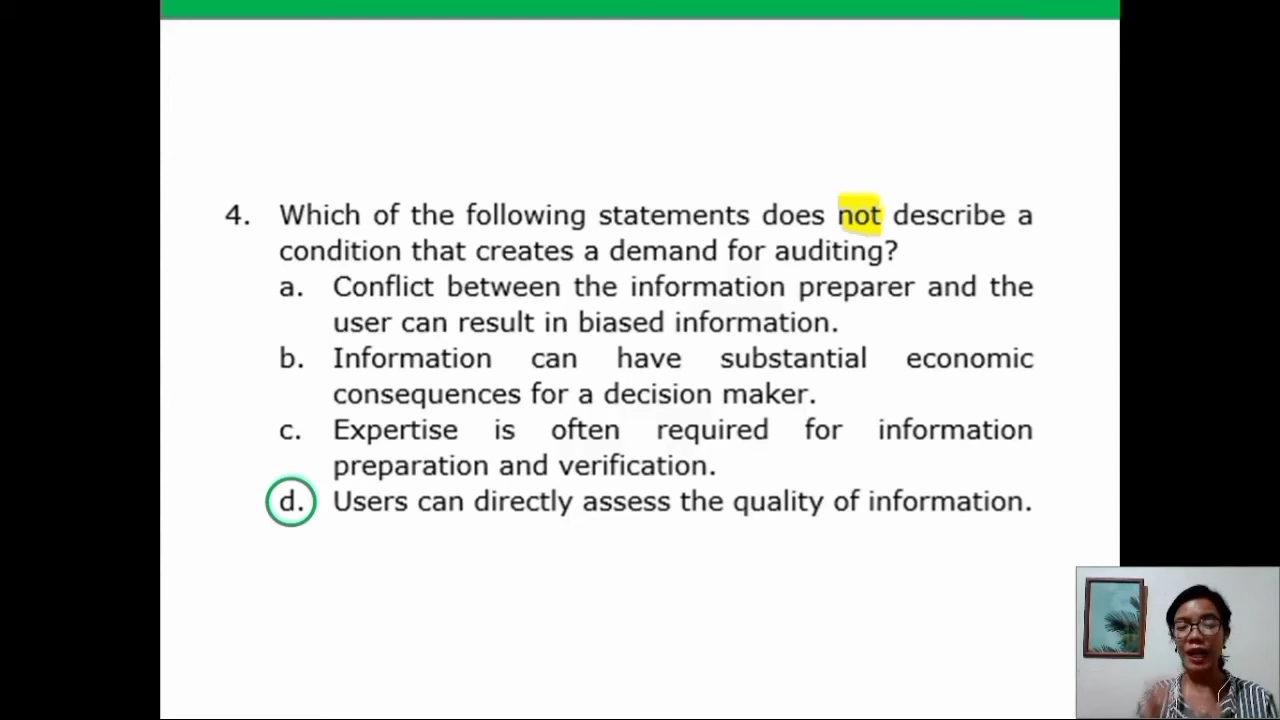 4. Which of the following statements does not describe a
condition that creates a demand for auditing?
a. Conflict between the information preparer and the
user can result in biased information.
b. Information can have substantial economic
consequences for a decision maker.
c. Expertise is often required for information
preparation and verification.
d. Users can directly assess the quality of information.